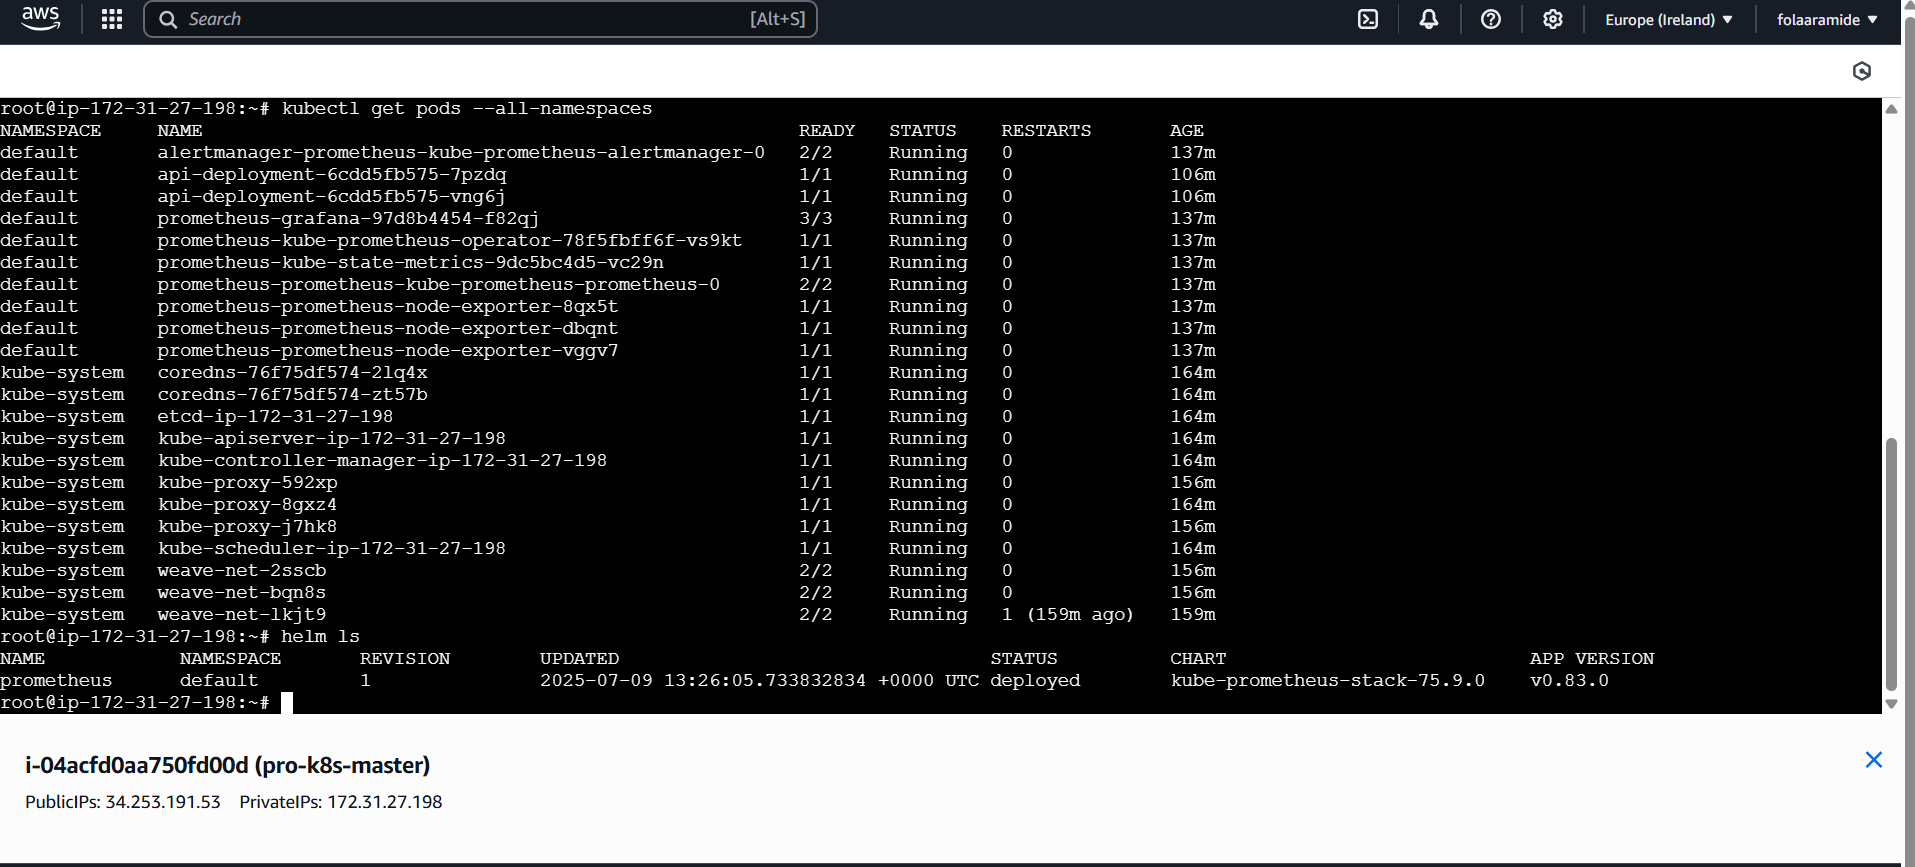 aws Search [Alt+S] Europe (Ireland) ▼ folaaramide ▼
root@ip-172-31-27-198:~# kubectl get pods --all-namespaces
NAMESPACE NAME READY STATUS RESTARTS AGE
default alertmanager-prometheus-kube-prometheus-alertmanager-0 2/2 Running 0 137m
default api-deployment-6cdd5fb575-7pzdq 1/1 Running 0 106m
default api-deployment-6cdd5fb575-vng6j 1/1 Running 0 106m
default prometheus-grafana-97d8b4454-f82qj 3/3 Running 0 137m
default prometheus-kube-prometheus-operator-78f5fbff6f-vs9kt 1/1 Running 0 137m
default prometheus-kube-state-metrics-9dc5bc4d5-vc29n 1/1 Running 0 137m
default prometheus-prometheus-kube-prometheus-prometheus-0 2/2 Running 0 137m
default prometheus-prometheus-node-exporter-8qx5t 1/1 Running 0 137m
default prometheus-prometheus-node-exporter-dbqnt 1/1 Running 0 137m
default prometheus-prometheus-node-exporter-vggv7 1/1 Running 0 137m
kube-system coredns-76f75df574-2lq4x 1/1 Running 0 164m
kube-system coredns-76f75df574-zt57b 1/1 Running 0 164m
kube-system etcd-ip-172-31-27-198 1/1 Running 0 164m
kube-system kube-apiserver-ip-172-31-27-198 1/1 Running 0 164m
kube-system kube-controller-manager-ip-172-31-27-198 1/1 Running 0 164m
kube-system kube-proxy-592xp 1/1 Running 0 156m
kube-system kube-proxy-8gxz4 1/1 Running 0 164m
kube-system kube-proxy-j7hk8 1/1 Running 0 156m
kube-system kube-scheduler-ip-172-31-27-198 1/1 Running 0 164m
kube-system weave-net-2sscb 2/2 Running 0 156m
kube-system weave-net-bqn8s 2/2 Running 0 156m
kube-system weave-net-lkjt9 2/2 Running 1 (159m ago) 159m
root@ip-172-31-27-198:~# helm ls
NAME NAMESPACE REVISION UPDATED STATUS CHART APP VERSION
prometheus default 1 2025-07-09 13:26:05.733832834 +0000 UTC deployed kube-prometheus-stack-75.9.0 v0.83.0
root@ip-172-31-27-198:~#
i-04acfd0aa750fd00d (pro-k8s-master)
PublicIPs: 34.253.191.53 PrivateIPs: 172.31.27.198